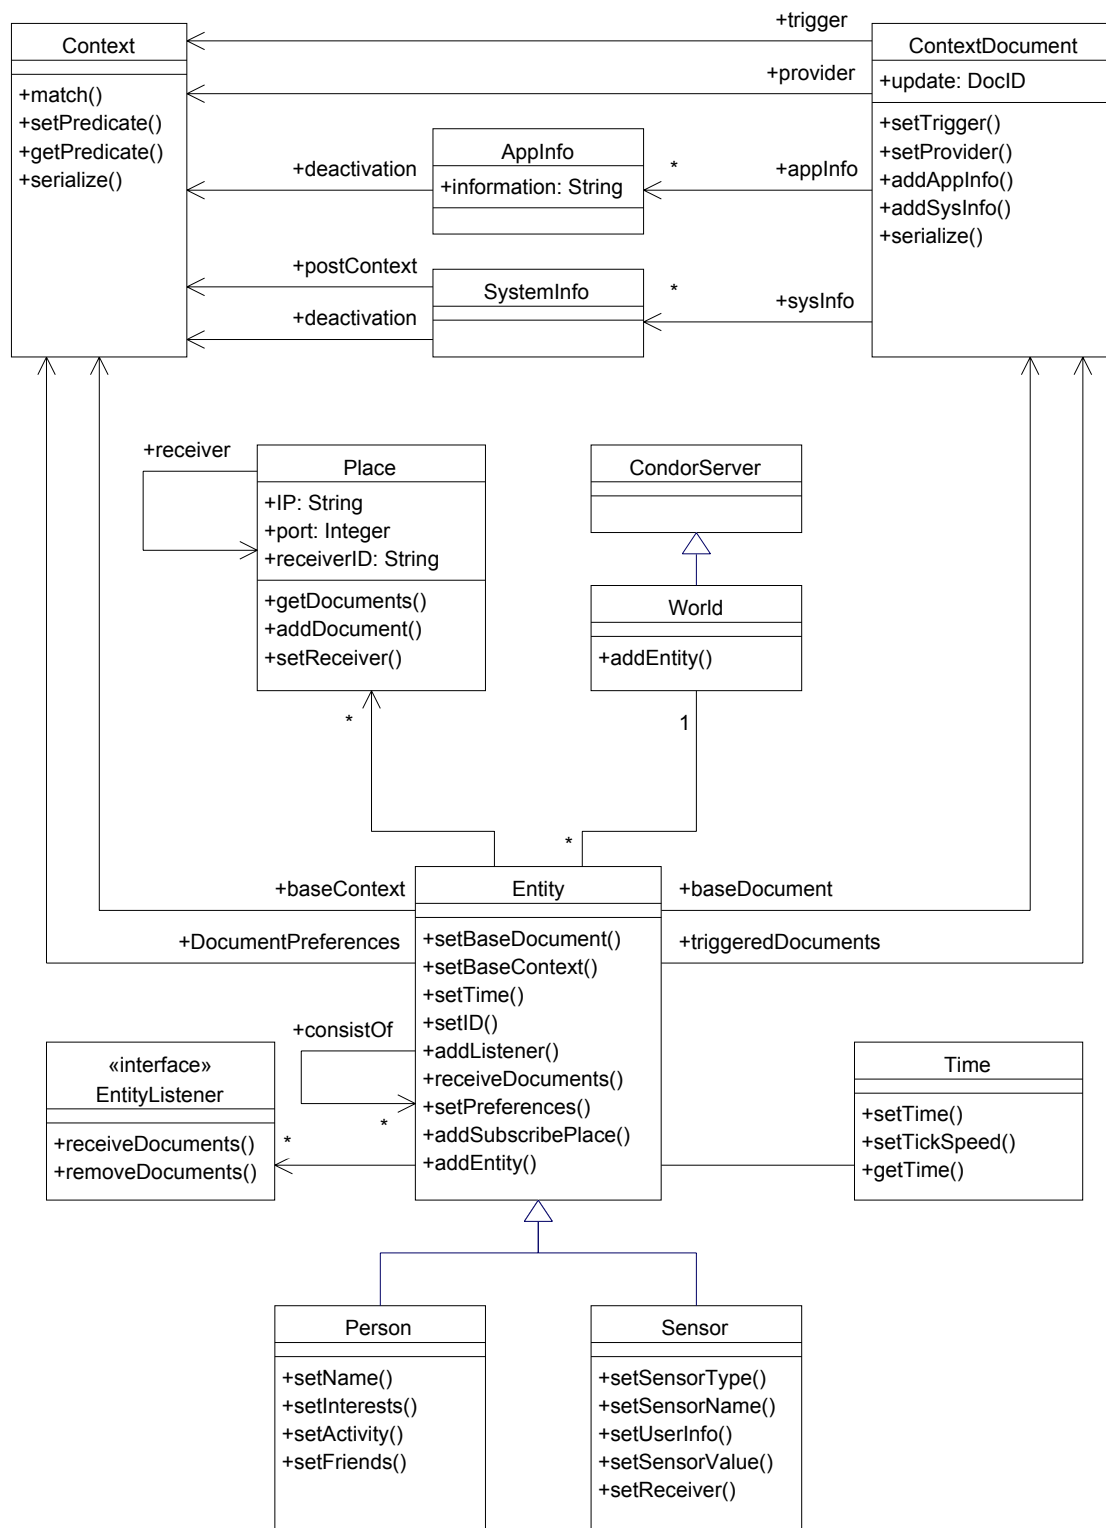 +trigger
Context
ContextDocument
+provider
+update: DocID
+match()
+setPredicate()
+getPredicate()
+serialize()
+setTrigger()
+setProvider()
+addAppInfo()
+addSysInfo()
+serialize()
AppInfo
+information: String
+deactivation
*
+appInfo
+postContext
SystemInfo
*
+sysInfo
+deactivation
+receiver
Place
+IP: String
+port: Integer
+receiverID: String
+getDocuments()
+addDocument()
+setReceiver()
CondorServer
World
+addEntity()
*
1
*
+baseContext
Entity
+baseDocument
+DocumentPreferences
+triggeredDocuments
+setBaseDocument()
+setBaseContext()
+setTime()
+setID()
+addListener()
+receiveDocuments()
+setPreferences()
+addSubscribePlace()
+addEntity()
+consistOf
*
«interface»
EntityListener
+receiveDocuments()
+removeDocuments()
*
Time
+setTime()
+setTickSpeed()
+getTime()
Person
+setName()
+setInterests()
+setActivity()
+setFriends()
Sensor
+setSensorType()
+setSensorName()
+setUserInfo()
+setSensorValue()
+setReceiver()